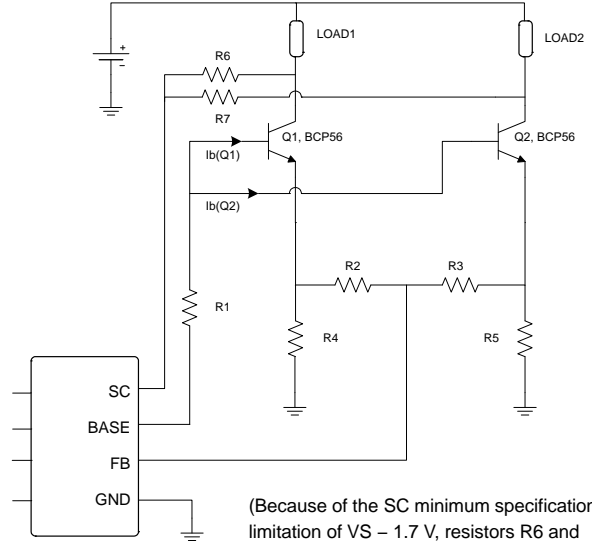 LOAD1
LOAD2
+
−
R6
R7
Q1, BCP56
Q2, BCP56
Ib(Q1)
Ib(Q2)
R2
R3
R1
R4
R5
SC
BASE
FB
GND
(Because of the SC minimum specification
limitation of VS – 1.7 V, resistors R6 and